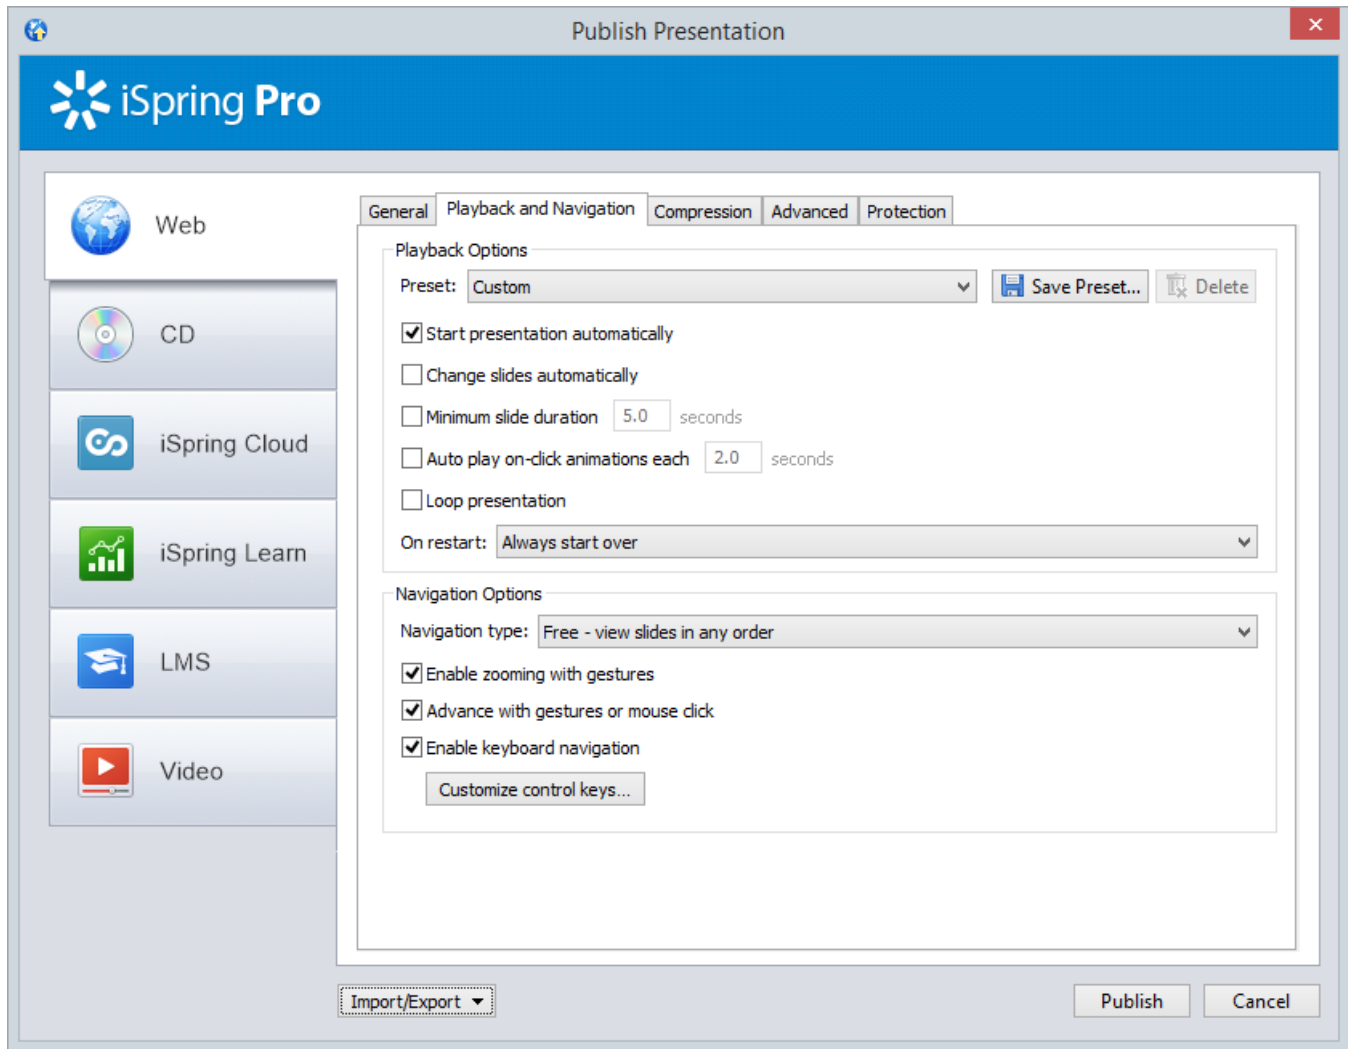 Publish Presentation
iSpring Pro
Web
CD
iSpring Cloud
iSpring Learn
LMS
Video
General Playback and Navigation Compression Advanced Protection
Playback Options
Preset: Custom Save Preset... Delete
Start presentation automatically
Change slides automatically
Minimum slide duration 5.0 seconds
Auto play on-click animations each 2.0 seconds
Loop presentation
On restart: Always start over
Navigation Options
Navigation type: Free - view slides in any order
Enable zooming with gestures
Advance with gestures or mouse click
Enable keyboard navigation
Customize control keys...
Import/Export Publish Cancel